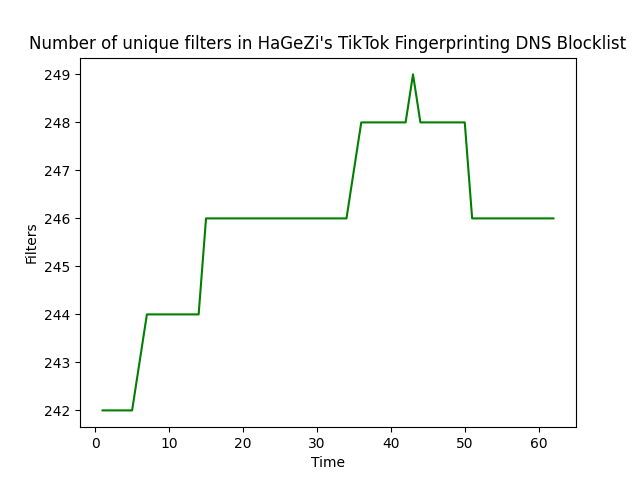 Number of unique filters in HaGeZi's TikTok Fingerprinting DNS Blocklist
249
248
247
246
245
244
243
242
Filters
0 10 20 30 40 50 60
Time